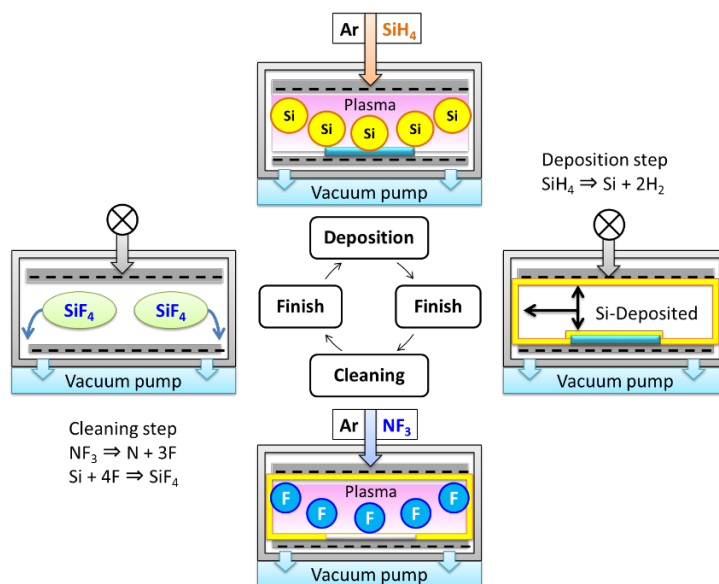 Ar SiH₄
Plasma
Si Si Si Si Si
Vacuum pump
Deposition step
SiH₄ ⇒ Si + 2H₂
Deposition
Finish
Finish
Cleaning
SiF₄ SiF₄
Vacuum pump
Si-Deposited
Vacuum pump
Cleaning step
NF₃ ⇒ N + 3F
Si + 4F ⇒ SiF₄
Ar NF₃
Plasma
F F F F F
Vacuum pump